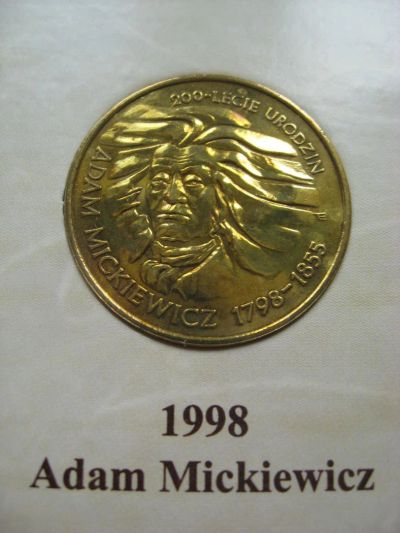 200-LECIE URODZIN
ADAM MICKIEWICZ 1798-1855
1998
Adam Mickiewicz